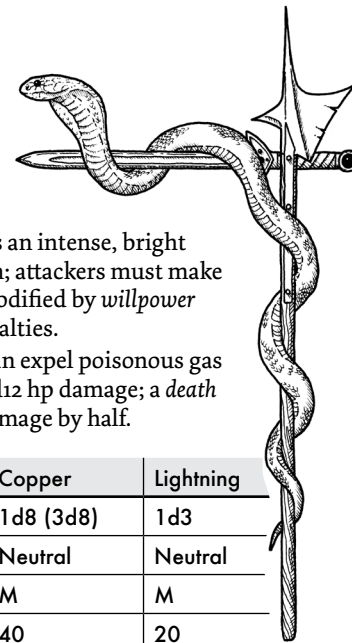 s an intense, bright
; attackers must make
odified by willpower
alties.
n expel poisonous gas
d12 hp damage; a death
mage by half.
Copper Lightning
1d8 (3d8) 1d3
Neutral Neutral
M M
40 20